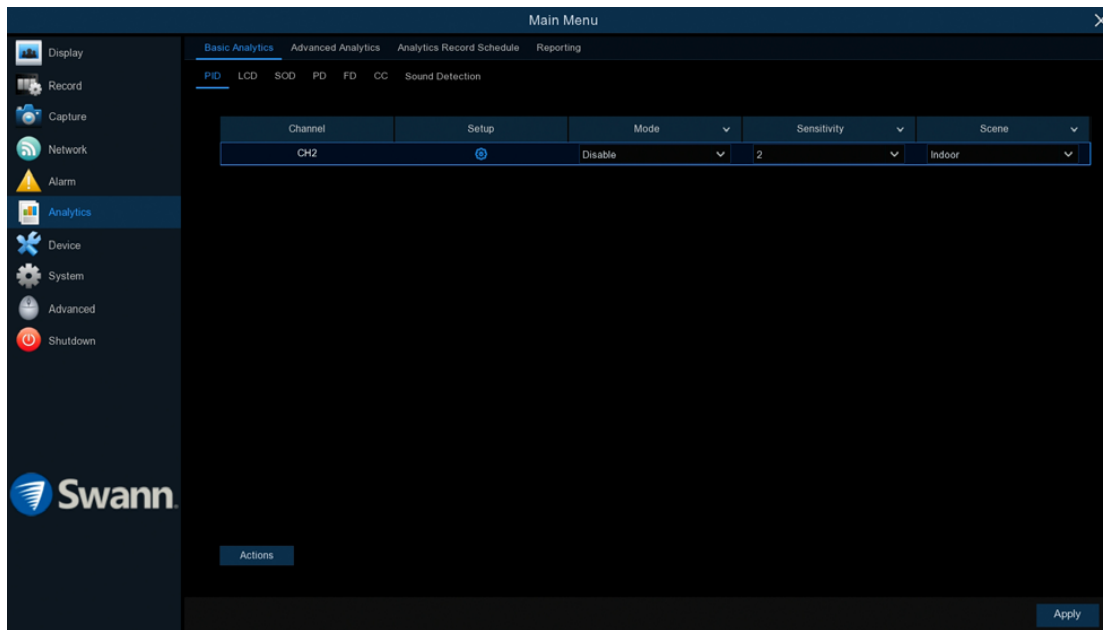 Main Menu
Display
Record
Capture
Network
Alarm
Analytics
Device
System
Advanced
Shutdown
Swann
Basic Analytics Advanced Analytics Analytics Record Schedule Reporting
PID LCD SOD PD FD CC Sound Detection
Channel Setup Mode Sensitivity Scene
CH2 Disable 2 Indoor
Actions
Apply